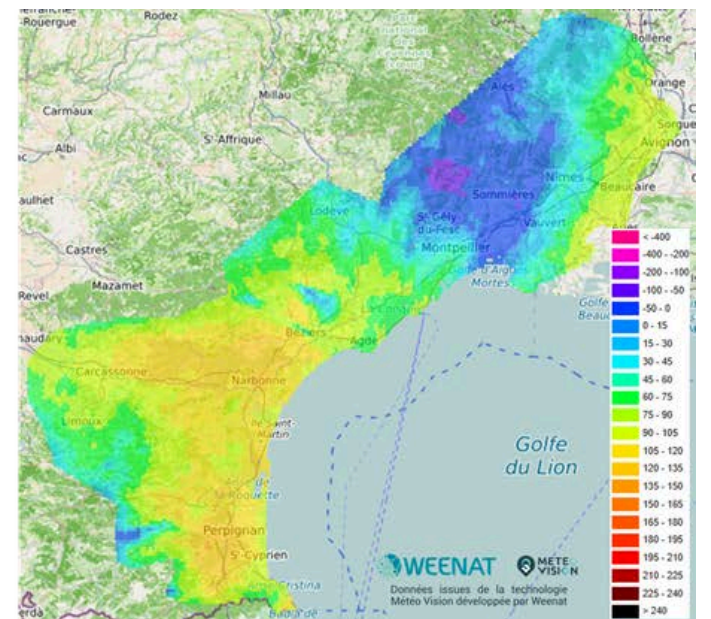 Rouergue
Rodez
Bollène
Millau
Alès
Orange
Carmaux
Albi
St-Affrique
Sorgue
Avignon
Nîmes
Beaucaire
Sommières
Lodève
St-Gély
du-Fesc
Vauvert
Montpellier
Castres
Golfe d'Aigues
Mortes
Mazamet
Revel
Béziers
Agde
Carcassonne
Narbonne
Limoux
Golfe
du Lion
Perpignan
St-Cyprien
< -400
-400 - -200
-200 - -100
-100 - -50
-50 - 0
0 - 15
15 - 30
30 - 45
45 - 60
60 - 75
75 - 90
90 - 105
105 - 120
120 - 135
135 - 150
150 - 165
165 - 180
180 - 195
195 - 210
210 - 225
225 - 240
> 240
WEENAT
METEO
VISION
Données issues de la technologie
Météo Vision développée par Weenat